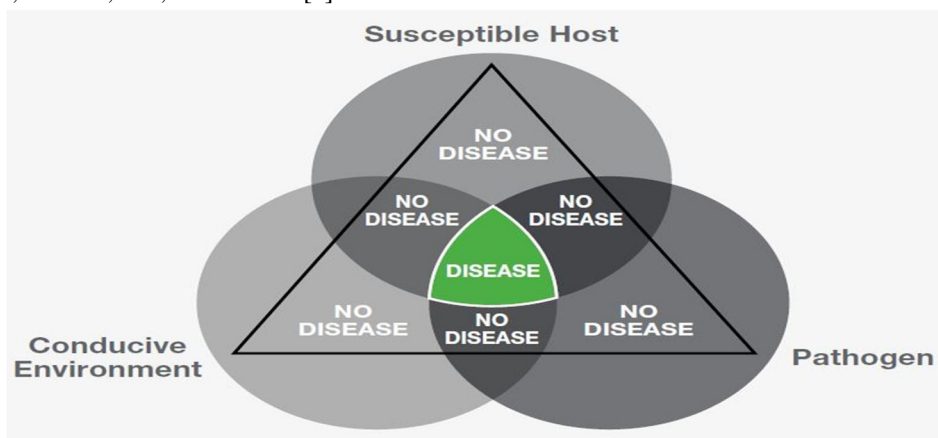 Susceptible Host
NO
DISEASE
NO
DISEASE
NO
DISEASE
DISEASE
NO
DISEASE
NO
DISEASE
NO
DISEASE
Conducive
Environment
Pathogen